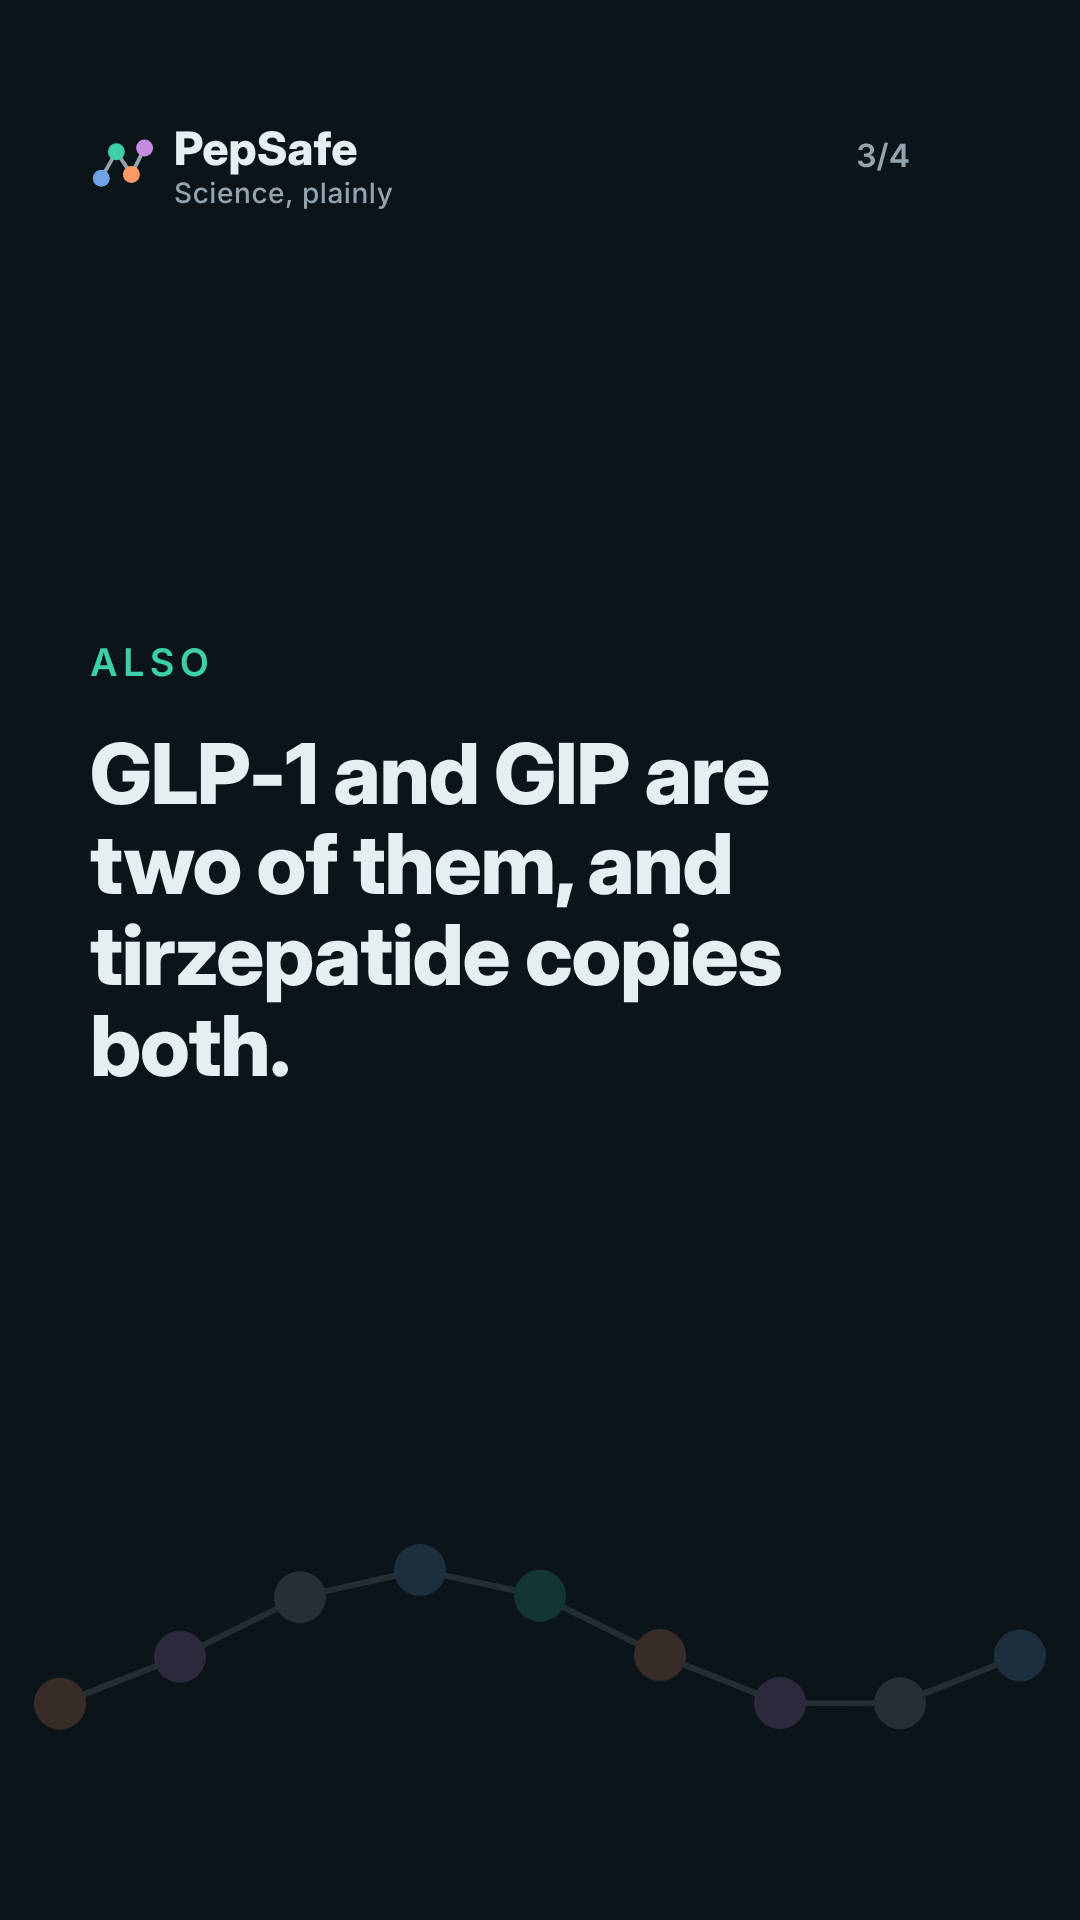 PepSafe
Science, plainly
3/4
ALSO
GLP-1 and GIP are
two of them, and
tirzepatide copies
both.